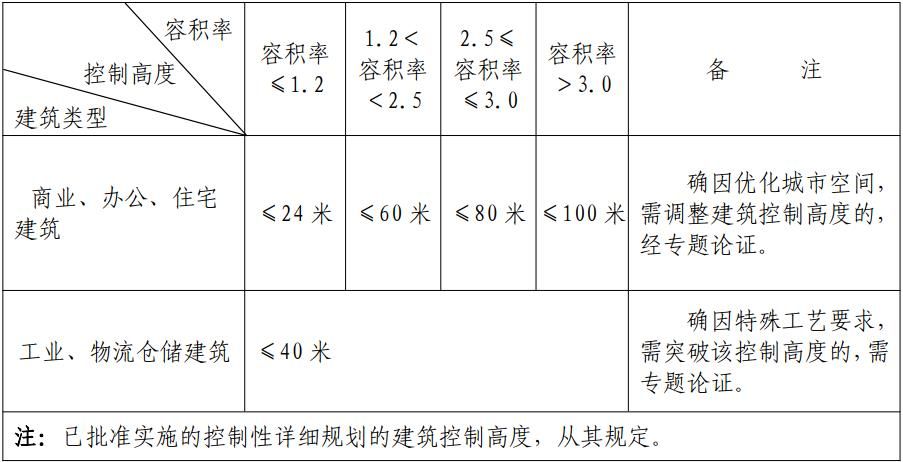 容积率
控制高度
建筑类型
容积率
≤1.2
1.2<
容积率
<2.5
2.5≤
容积率
≤3.0
容积率
>3.0
备 注
商业、办公、住宅
建筑
≤24 米
≤60 米
≤80 米
≤100 米
确因优化城市空间，
需调整建筑控制高度的，
经专题论证。
工业、物流仓储建筑
≤40 米
确因特殊工艺要求，
需突破该控制高度的，需
专题论证。
注：已批准实施的控制性详细规划的建筑控制高度，从其规定。